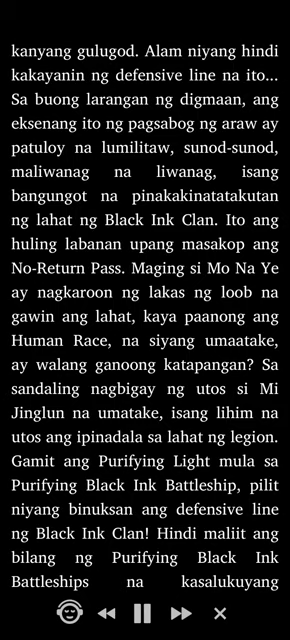 kanyang gulugod. Alam niyang hindi
kakayanin ng defensive line na ito...
Sa buong larangan ng digmaan, ang
eksenang ito ng pagsabog ng araw ay
patuloy na lumilitaw, sunod-sunod,
maliwanag na liwanag, isang
bangungot na pinakakinatatakutan
ng lahat ng Black Ink Clan. Ito ang
huling labanan upang masakop ang
No-Return Pass. Maging si Mo Na Ye
ay nagkaroon ng lakas ng loob na
gawin ang lahat, kaya paanong ang
Human Race, na siyang umaatake,
ay walang ganoong katapangan? Sa
sandaling nagbigay ng utos si Mi
Jinglun na umatake, isang lihim na
utos ang ipinadala sa lahat ng legion.
Gamit ang Purifying Light mula sa
Purifying Black Ink Battleship, pilit
niyang binuksan ang defensive line
ng Black Ink Clan! Hindi maliit ang
bilang ng Purifying Black Ink
Battleships na kasalukuyang